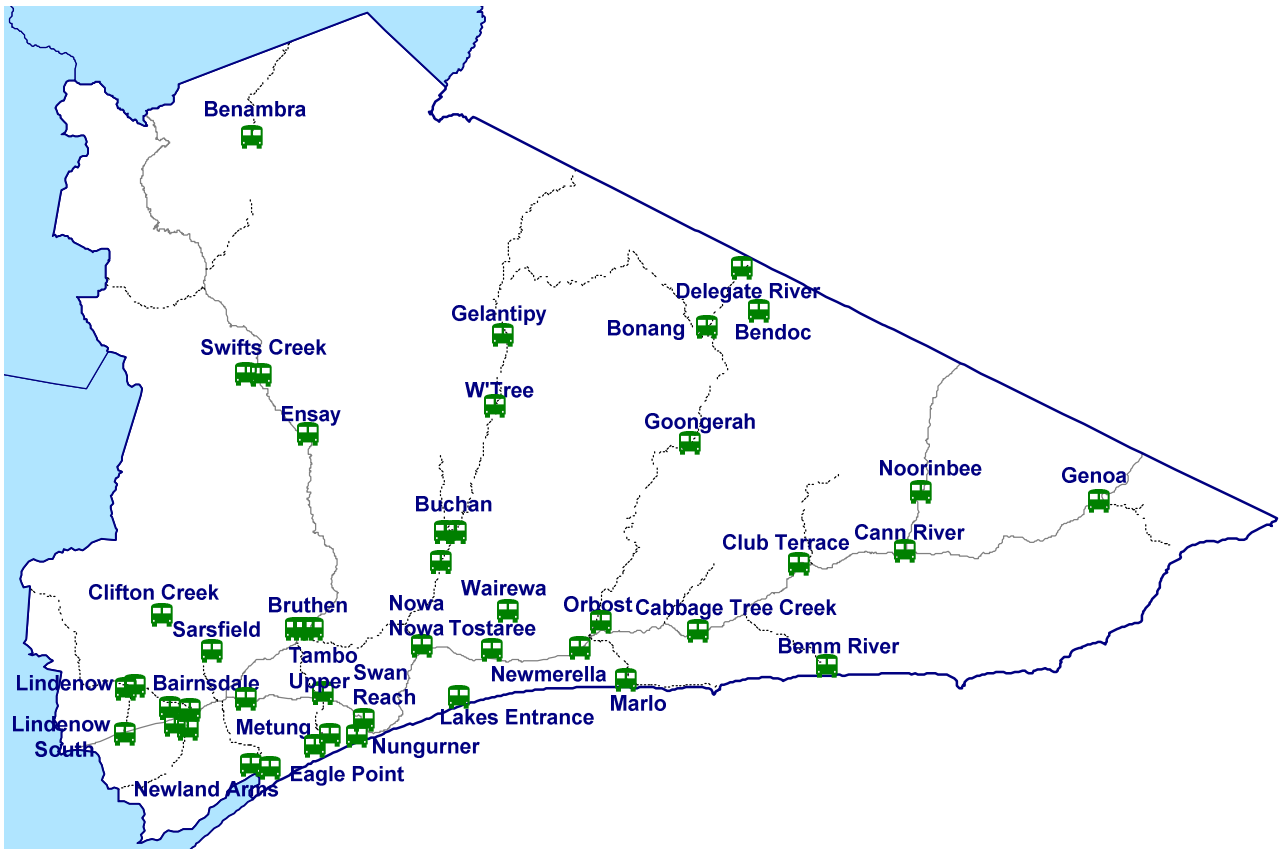 Benambra
Delegate River
Gelantipy
Bonang
Bendoc
Swifts Creek
W'Tree
Ensay
Goongerah
Noorinbee
Genoa
Buchan
Cann River
Club Terrace
Clifton Creek
Wairewa
Bruthen
Nowa
Nowa
Orbost
Cabbage Tree Creek
Sarsfield
Tostaree
Bemm River
Tambo
Upper
Swan
Reach
Newmerella
Lindenow
Bairnsdale
Marlo
Lakes Entrance
Lindenow
South
Metung
Nungurner
Eagle Point
Newland Arms